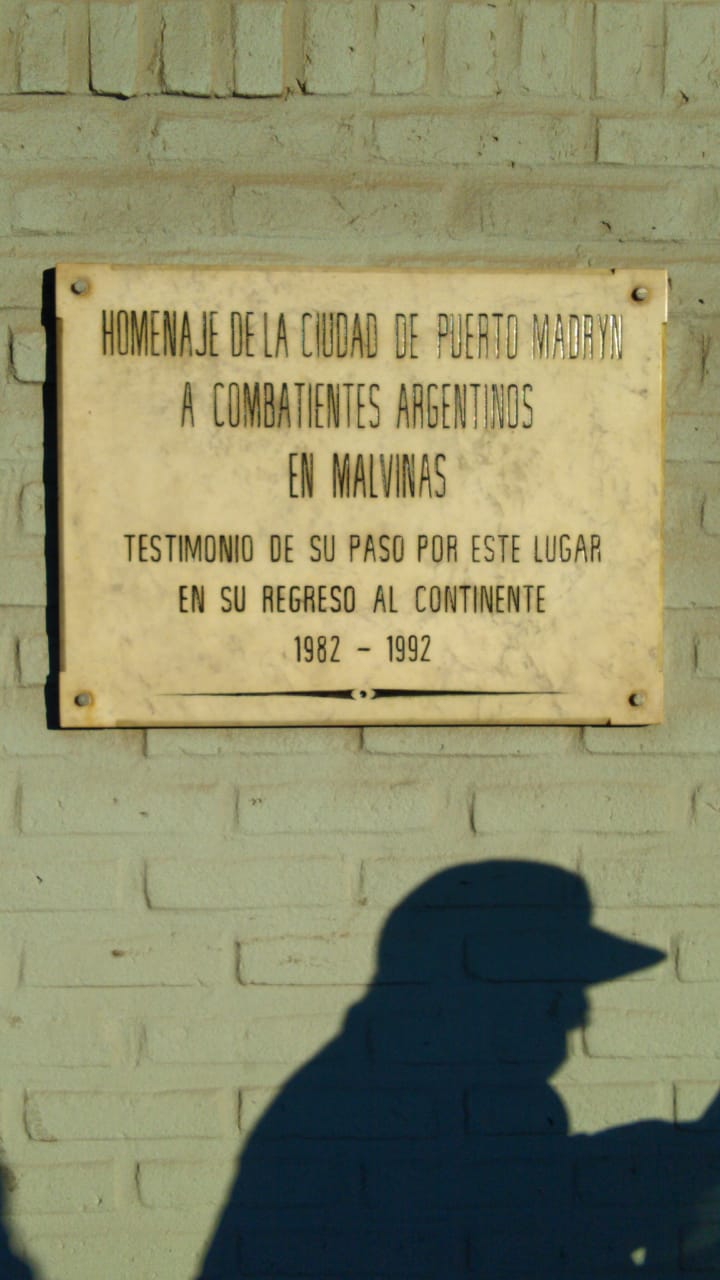 HOMENAJE DE LA CIUDAD DE PUERTO MADRYN
A COMBATIENTES ARGENTINOS
EN MALVINAS
TESTIMONIO DE SU PASO POR ESTE LUGAR
EN SU REGRESO AL CONTINENTE
1982 - 1992